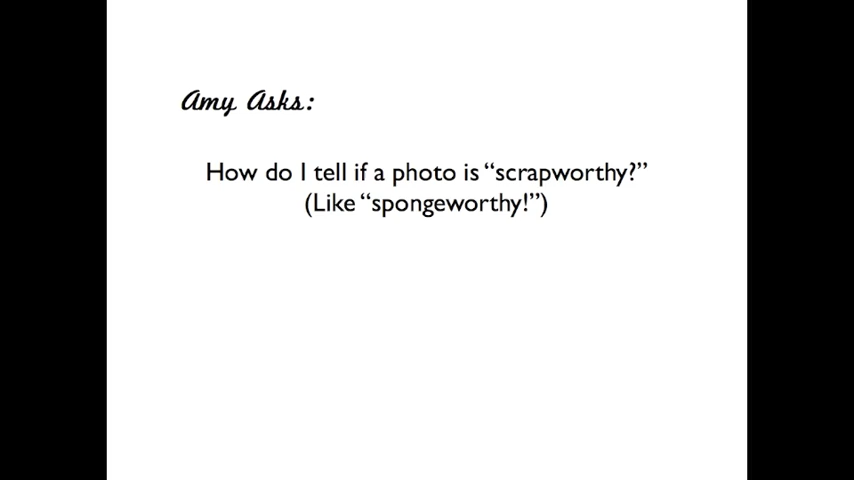 Amy Asks:
How do I tell if a photo is “scrapworthy?”
(Like “spongeworthy!”)